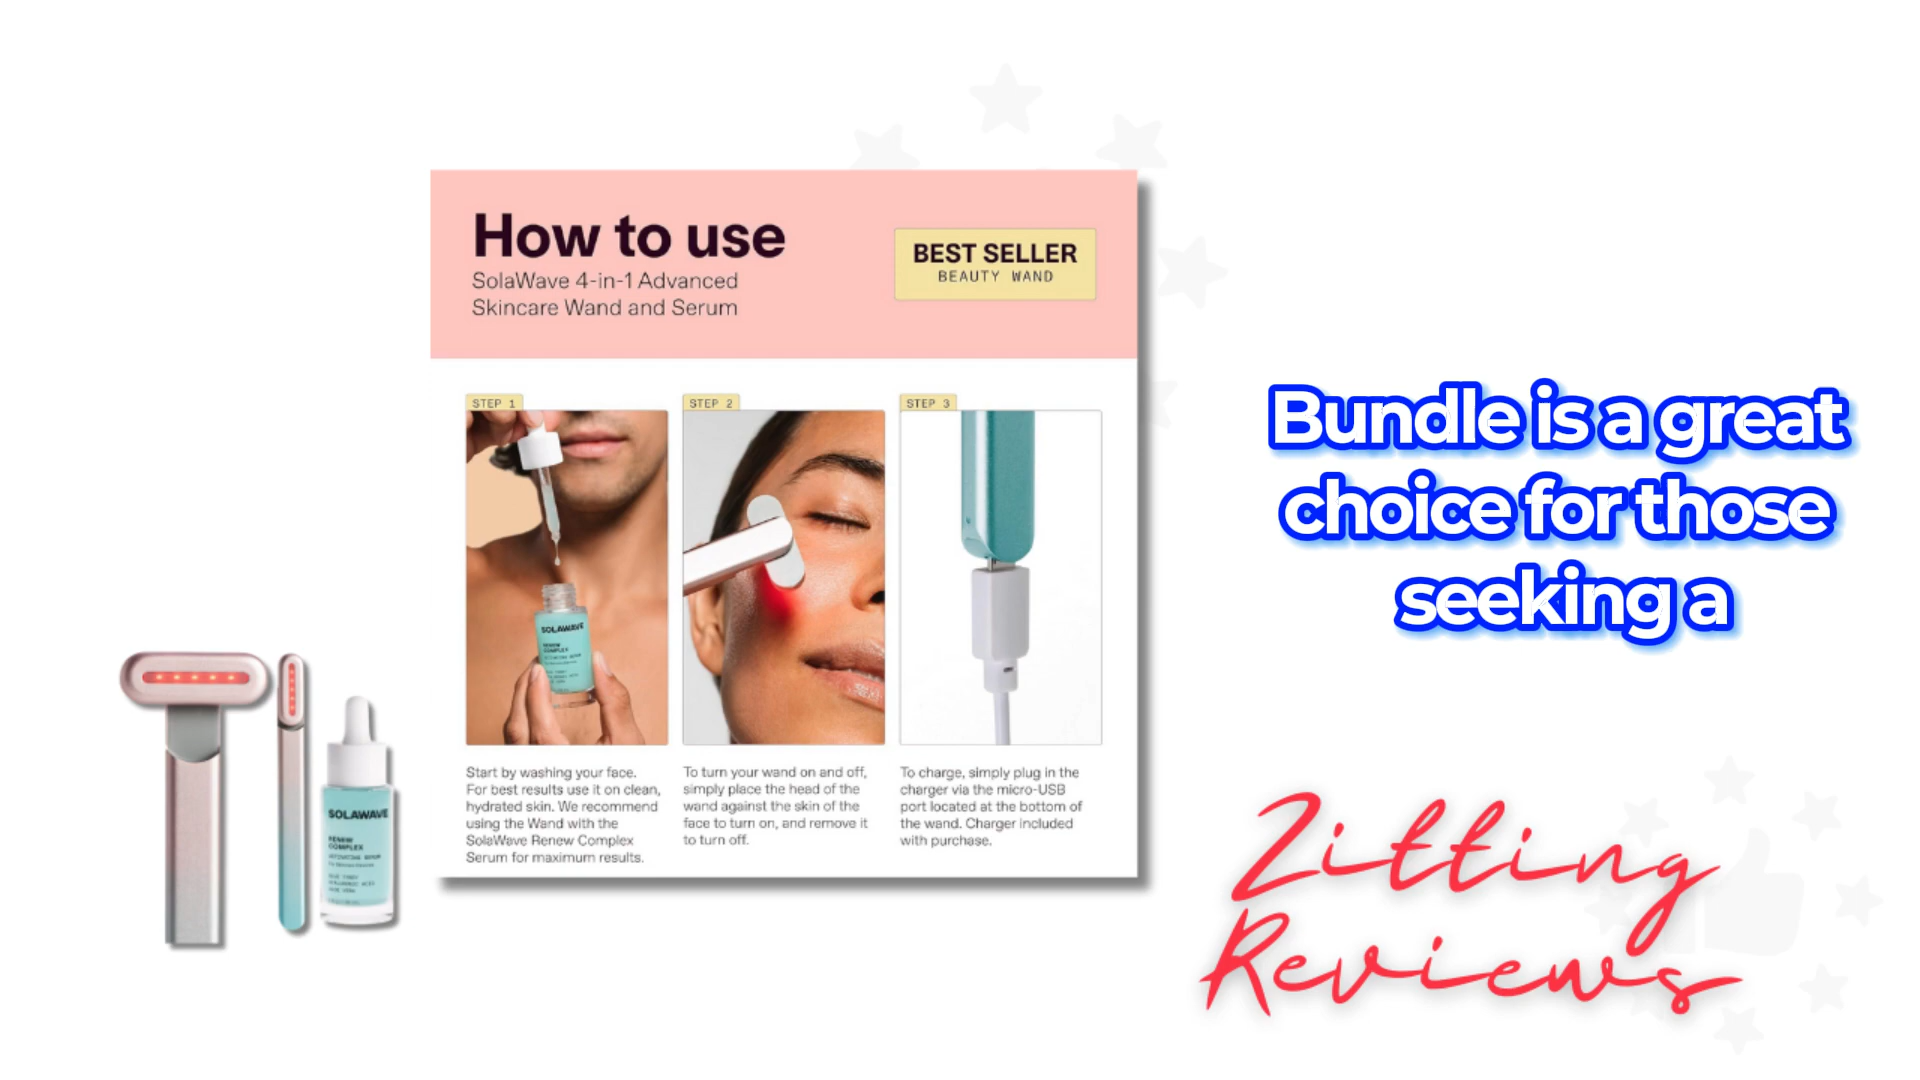 How to use
SolaWave 4-in-1 Advanced
Skincare Wand and Serum
BEST SELLER
BEAUTY WAND
STEP 1
STEP 2
STEP 3
SOLAWAVE
RENEW
COMPLEX
Start by washing your face.
For best results use it on clean,
hydrated skin. We recommend
using the Wand with the
SolaWave Renew Complex
Serum for maximum results.
To turn your wand on and off,
simply place the head of the
wand against the skin of the
face to turn on, and remove it
to turn off.
To charge, simply plug in the
charger via the micro-USB
port located at the bottom of
the wand. Charger included
with purchase.
SOLAWAVE
RENEW
COMPLEX
Bundle is a great
choice for those
seeking a
Zitting
Reviews